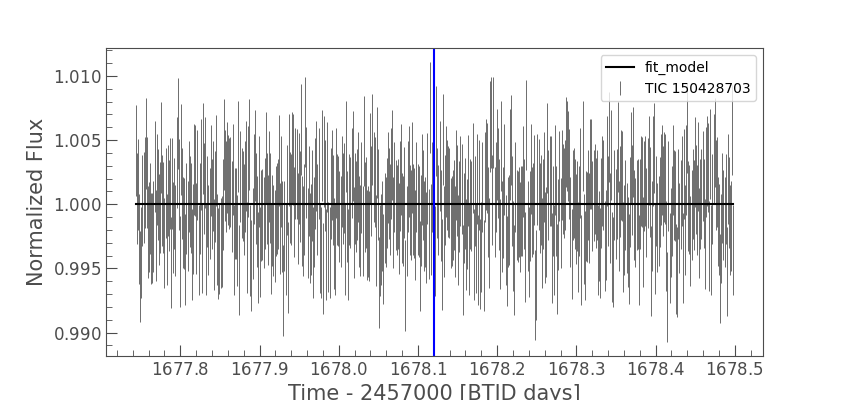 fit_model
TIC 150428703
Normalized Flux
1.010
1.005
1.000
0.995
0.990
1677.8 1677.9 1678.0 1678.1 1678.2 1678.3 1678.4 1678.5
Time - 2457000 [BTJD days]